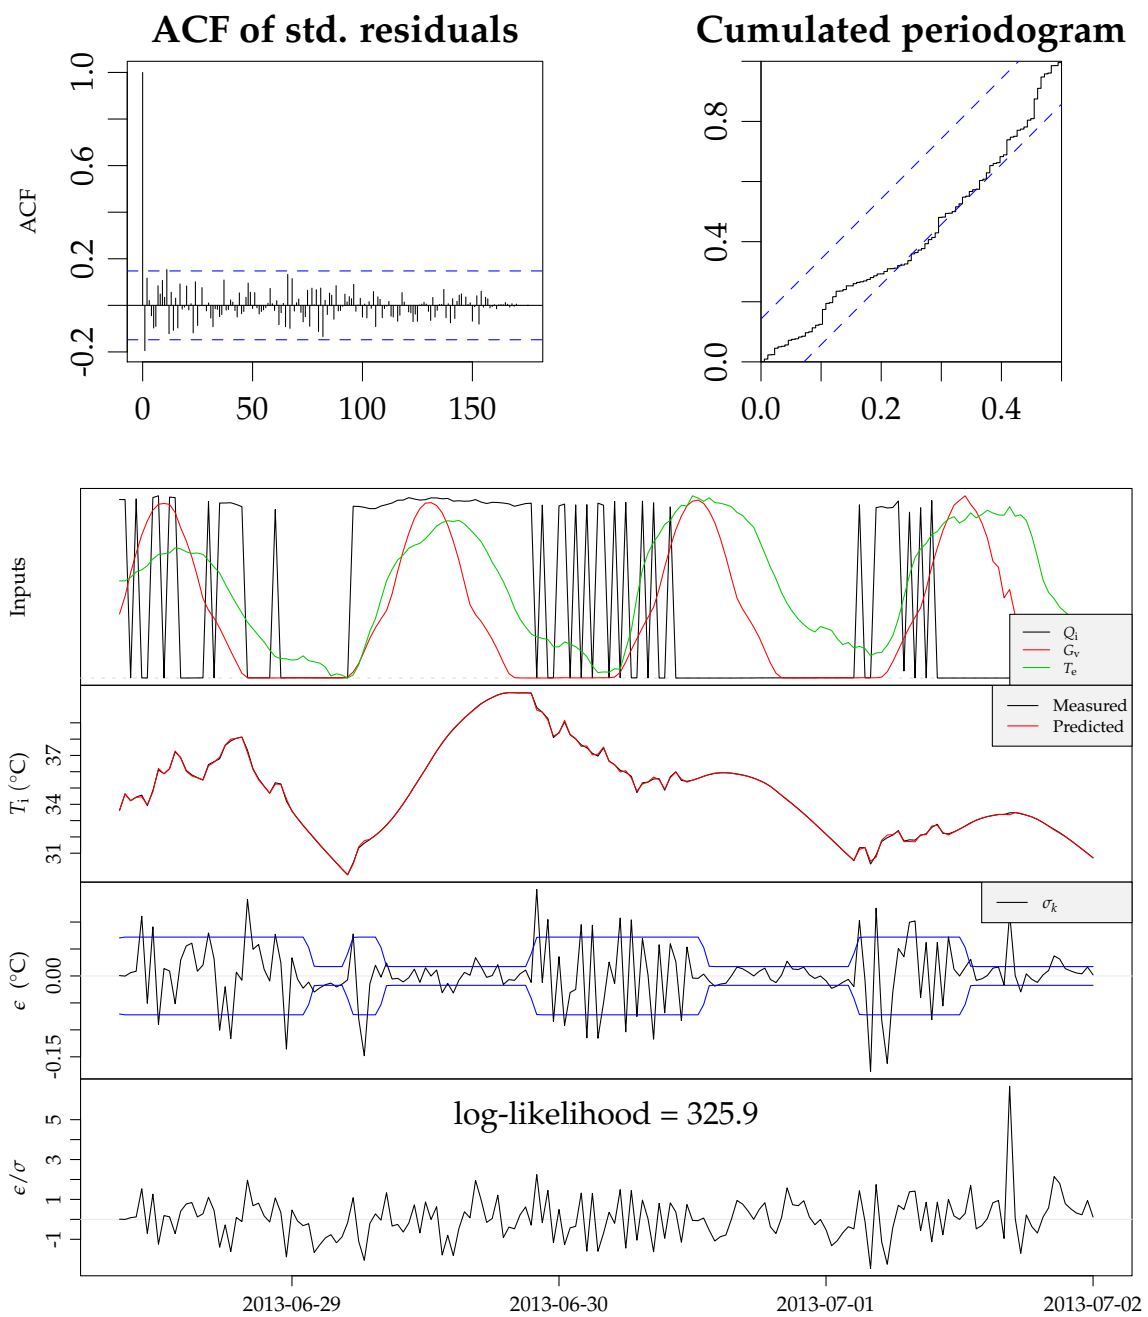 ACF of std. residuals
Cumulated periodogram
ACF
1.0
0.6
0.2
-0.2
0 50 100 150
0.8
0.4
0.0
0.0 0.2 0.4
Inputs
Qi
Gv
Te
Ti (°C)
37
34
31
Measured
Predicted
ϵ (°C)
0.00
-0.15
σk
ϵ/σ
5
3
1
-1
log-likelihood = 325.9
2013-06-29 2013-06-30 2013-07-01 2013-07-02